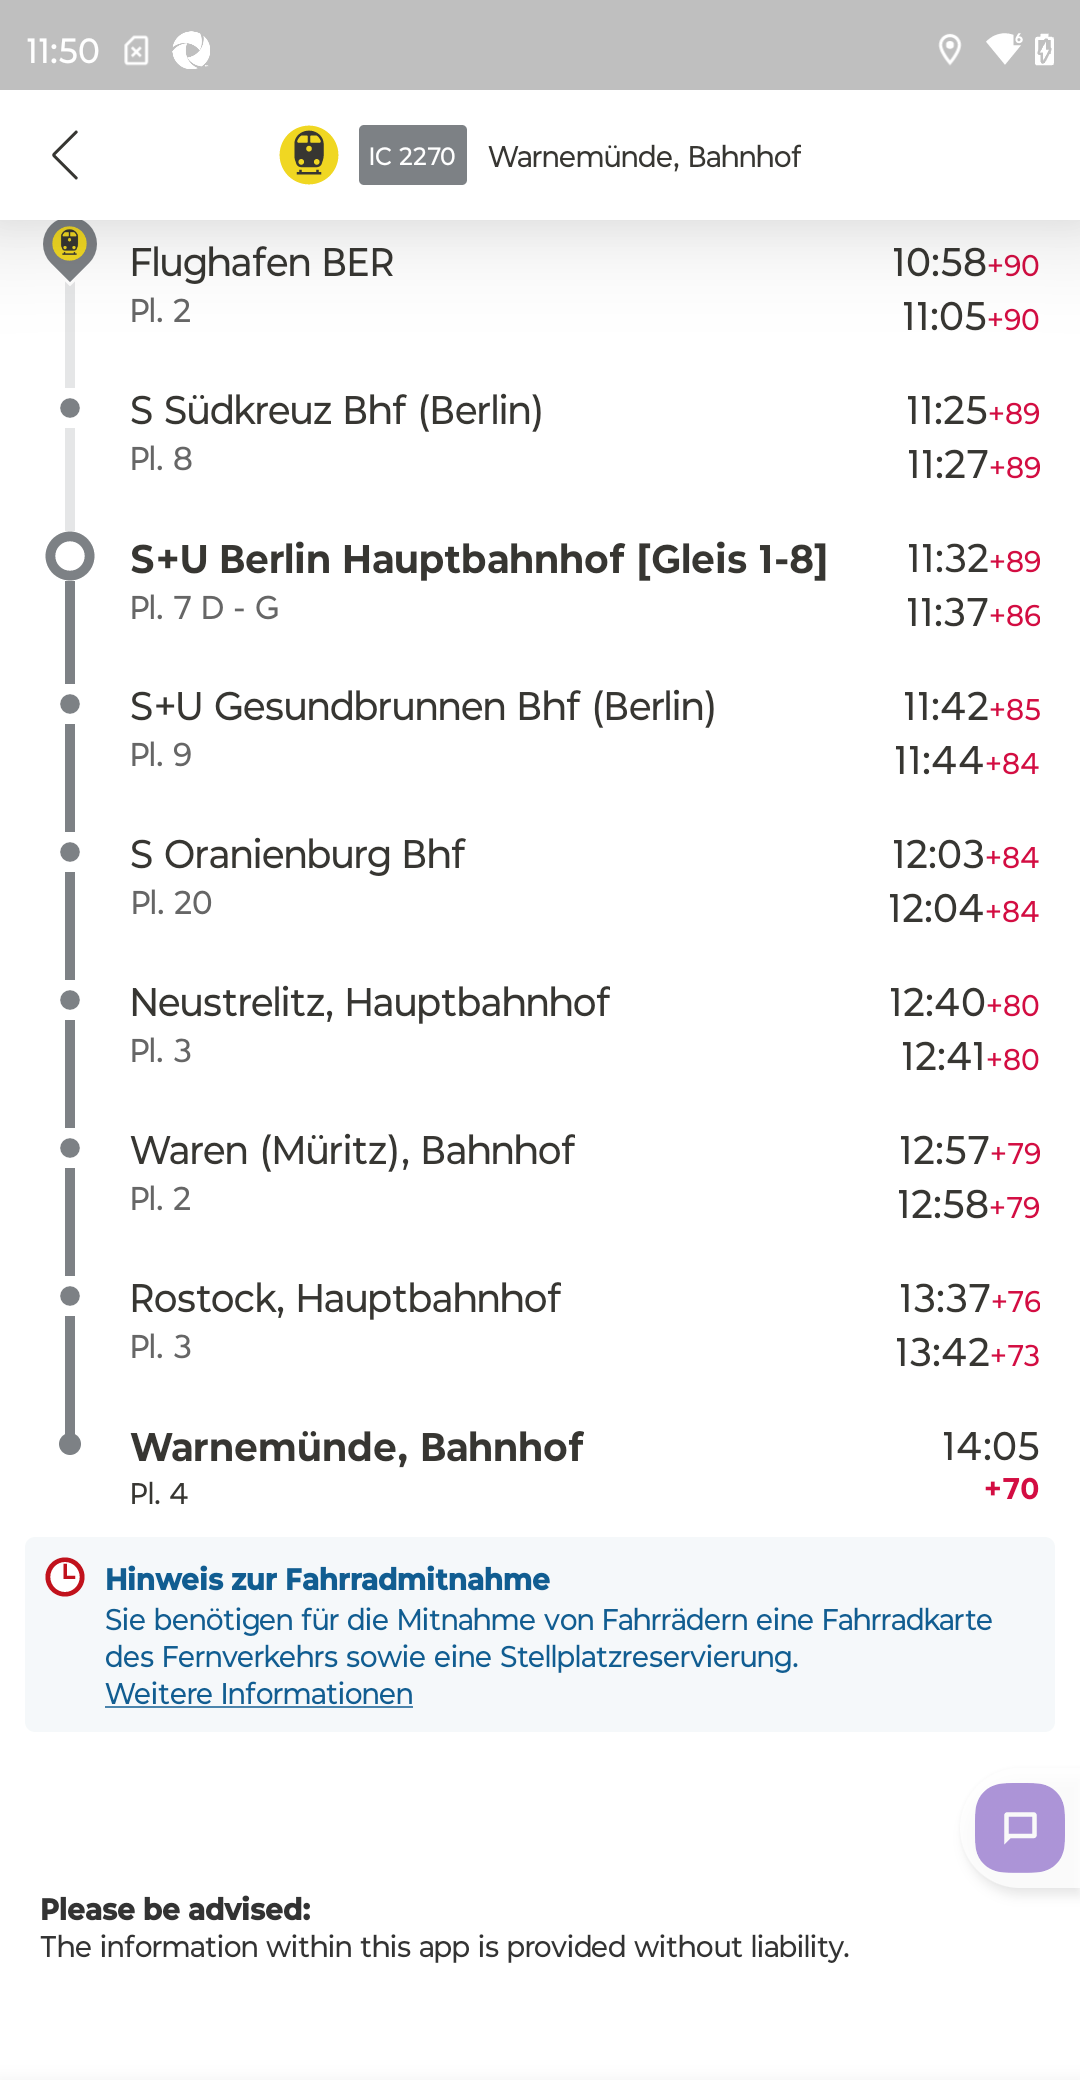 11:50
6
IC 2270 Warnemünde, Bahnhof
Flughafen BER 10:58+90
Pl. 2 11:05+90
S Südkreuz Bhf (Berlin) 11:25+89
Pl. 8 11:27+89
S+U Berlin Hauptbahnhof [Gleis 1-8] 11:32+89
Pl. 7 D - G 11:37+86
S+U Gesundbrunnen Bhf (Berlin) 11:42+85
Pl. 9 11:44+84
S Oranienburg Bhf 12:03+84
Pl. 20 12:04+84
Neustrelitz, Hauptbahnhof 12:40+80
Pl. 3 12:41+80
Waren (Müritz), Bahnhof 12:57+79
Pl. 2 12:58+79
Rostock, Hauptbahnhof 13:37+76
Pl. 3 13:42+73
Warnemünde, Bahnhof 14:05
Pl. 4 +70
Hinweis zur Fahrradmitnahme
Sie benötigen für die Mitnahme von Fahrrädern eine Fahrradkarte
des Fernverkehrs sowie eine Stellplatzreservierung.
Weitere Informationen
Please be advised:
The information within this app is provided without liability.